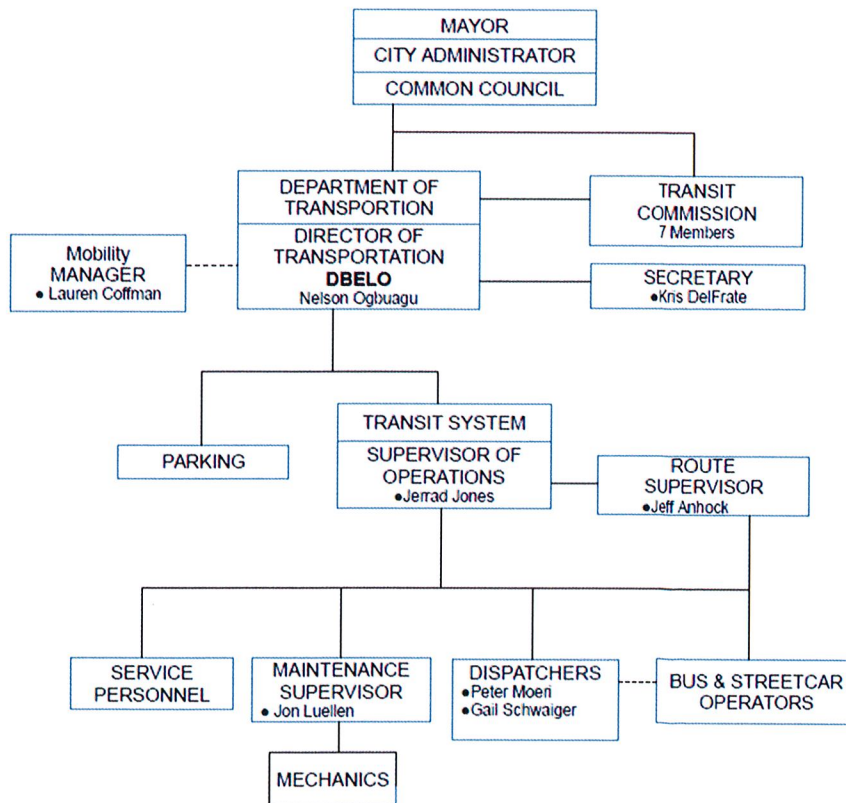 MAYOR
CITY ADMINISTRATOR
COMMON COUNCIL
DEPARTMENT OF
TRANSPORTION
TRANSIT
COMMISSION
7 Members
Mobility
MANAGER
● Lauren Coffman
DIRECTOR OF
TRANSPORTATION
DBELO
Nelson Ogbuagu
SECRETARY
●Kris DelFrate
PARKING
TRANSIT SYSTEM
SUPERVISOR OF
OPERATIONS
●Jerrad Jones
ROUTE
SUPERVISOR
●Jeff Anhock
SERVICE
PERSONNEL
MAINTENANCE
SUPERVISOR
● Jon Luellen
DISPATCHERS
●Peter Moeri
●Gail Schwaiger
BUS & STREETCAR
OPERATORS
MECHANICS